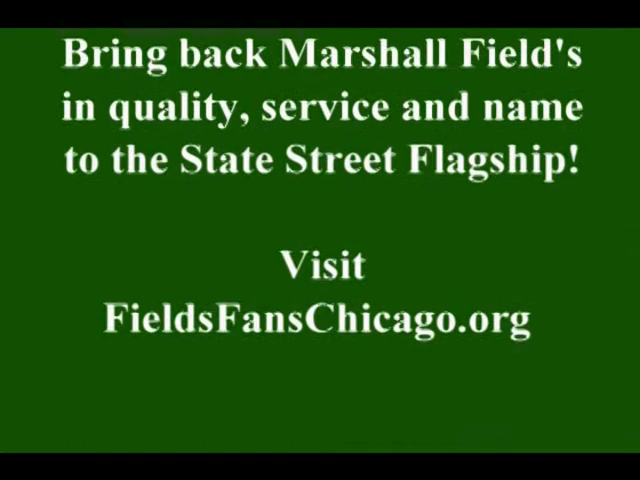 Bring back Marshall Field's
in quality, service and name
to the State Street Flagship!
Visit
FieldsFansChicago.org